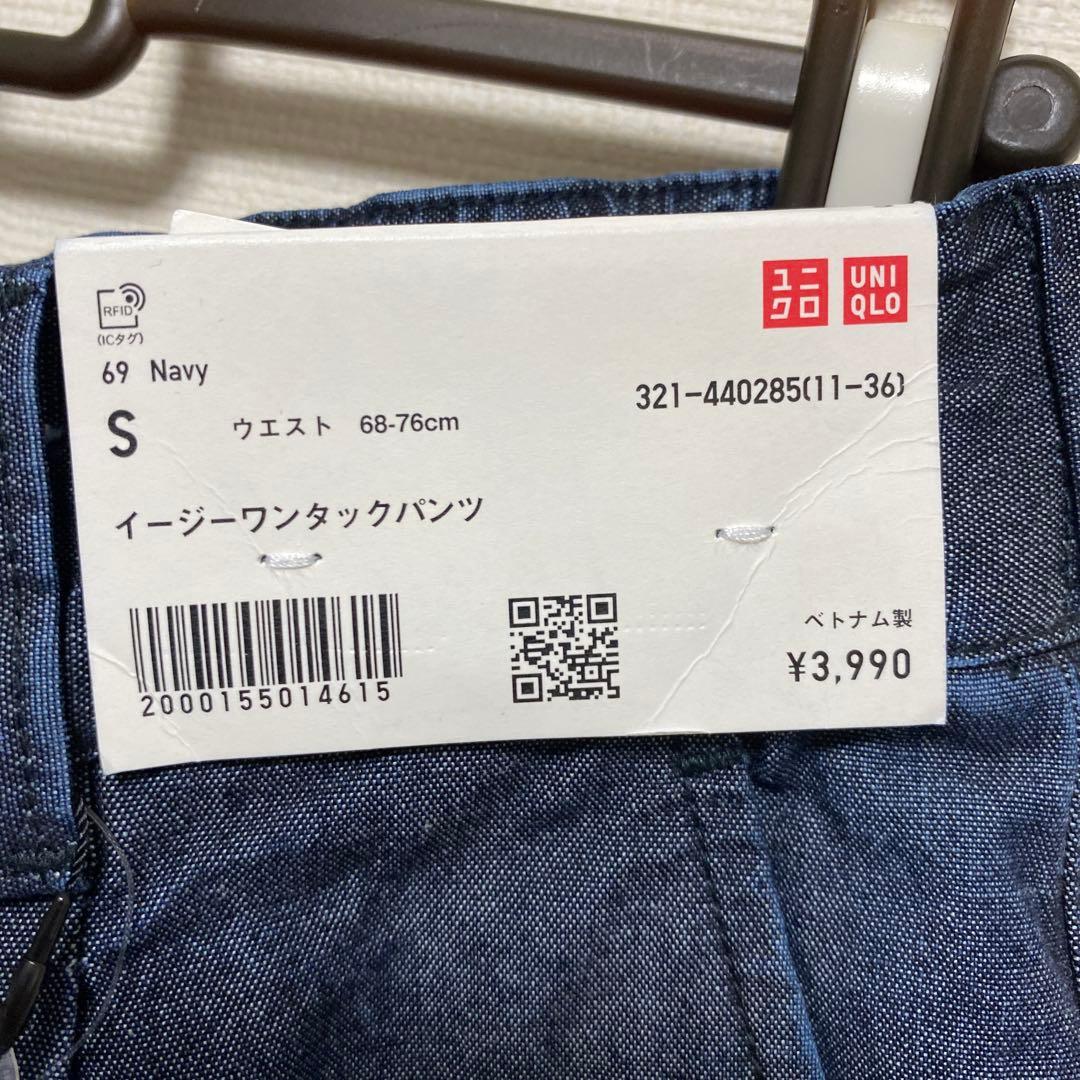 RFID
(ICタグ)
ユニ
クロ
UNI
QLO
69 Navy
321-440285(11-36)
S ウエスト 68-76cm
イージーワンタックパンツ
ベトナム製
¥3,990
2000155014615